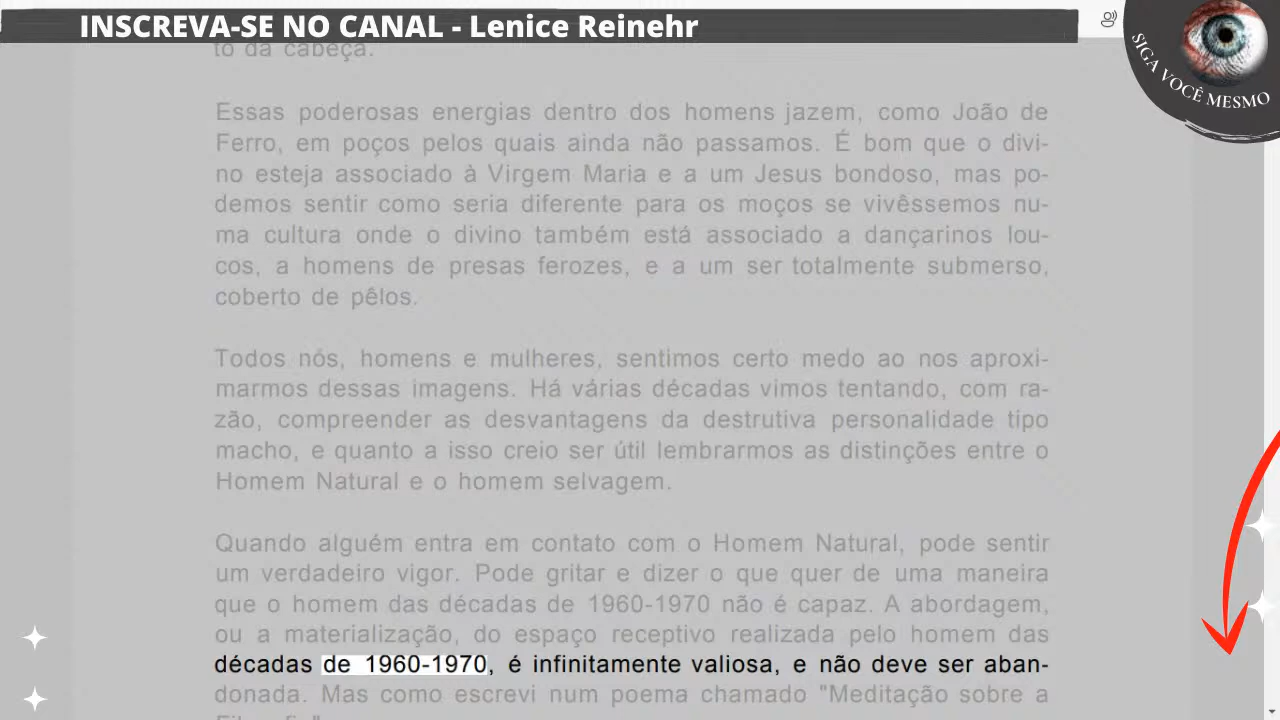 INSCREVA-SE NO CANAL - Lenice Reinehr
SIGA VOCÊ MESMO
to da cabeça.
Essas poderosas energias dentro dos homens jazem, como João de
Ferro, em poços pelos quais ainda não passamos. É bom que o divi-
no esteja associado à Virgem Maria e a um Jesus bondoso, mas po-
demos sentir como seria diferente para os moços se vivêssemos nu-
ma cultura onde o divino também está associado a dançarinos lou-
cos, a homens de presas ferozes, e a um ser totalmente submerso,
coberto de pêlos.
Todos nós, homens e mulheres, sentimos certo medo ao nos aproxi-
marmos dessas imagens. Há várias décadas vimos tentando, com ra-
zão, compreender as desvantagens da destrutiva personalidade tipo
macho, e quanto a isso creio ser útil lembrarmos as distinções entre o
Homem Natural e o homem selvagem.
Quando alguém entra em contato com o Homem Natural, pode sentir
um verdadeiro vigor. Pode gritar e dizer o que quer de uma maneira
que o homem das décadas de 1960-1970 não é capaz. A abordagem,
ou a materialização, do espaço receptivo realizada pelo homem das
décadas de 1960-1970, é infinitamente valiosa, e não deve ser aban-
donada. Mas como escrevi num poema chamado "Meditação sobre a